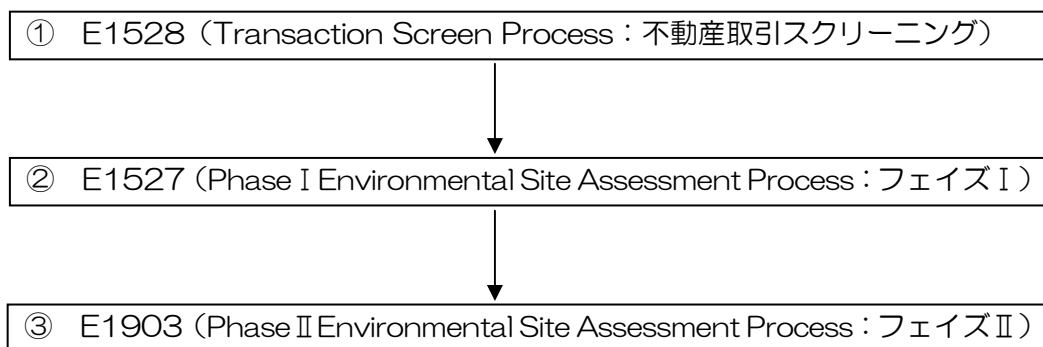 ① E1528（Transaction Screen Process：不動産取引スクリーニング）
② E1527（Phase Ⅰ Environmental Site Assessment Process：フェイズⅠ）
③ E1903（Phase Ⅱ Environmental Site Assessment Process：フェイズⅡ）